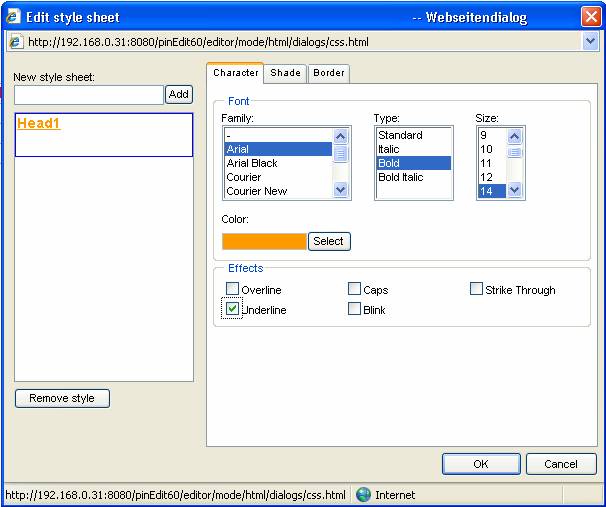 Edit style sheet -- Webseitendialog
http://192.168.0.31:8080/pinEdit60/editor/mode/html/dialogs/css.html
New style sheet:
Add
Head1
Remove style
Character Shade Border
Font
Family: Type: Size:
- Standard 9
Arial Italic 10
Arial Black Bold 11
Courier Bold Italic 12
Courier New 14
Color:
Select
Effects
Overline Caps Strike Through
Underline Blink
OK Cancel
http://192.168.0.31:8080/pinEdit60/editor/mode/html/dialogs/css.html Internet